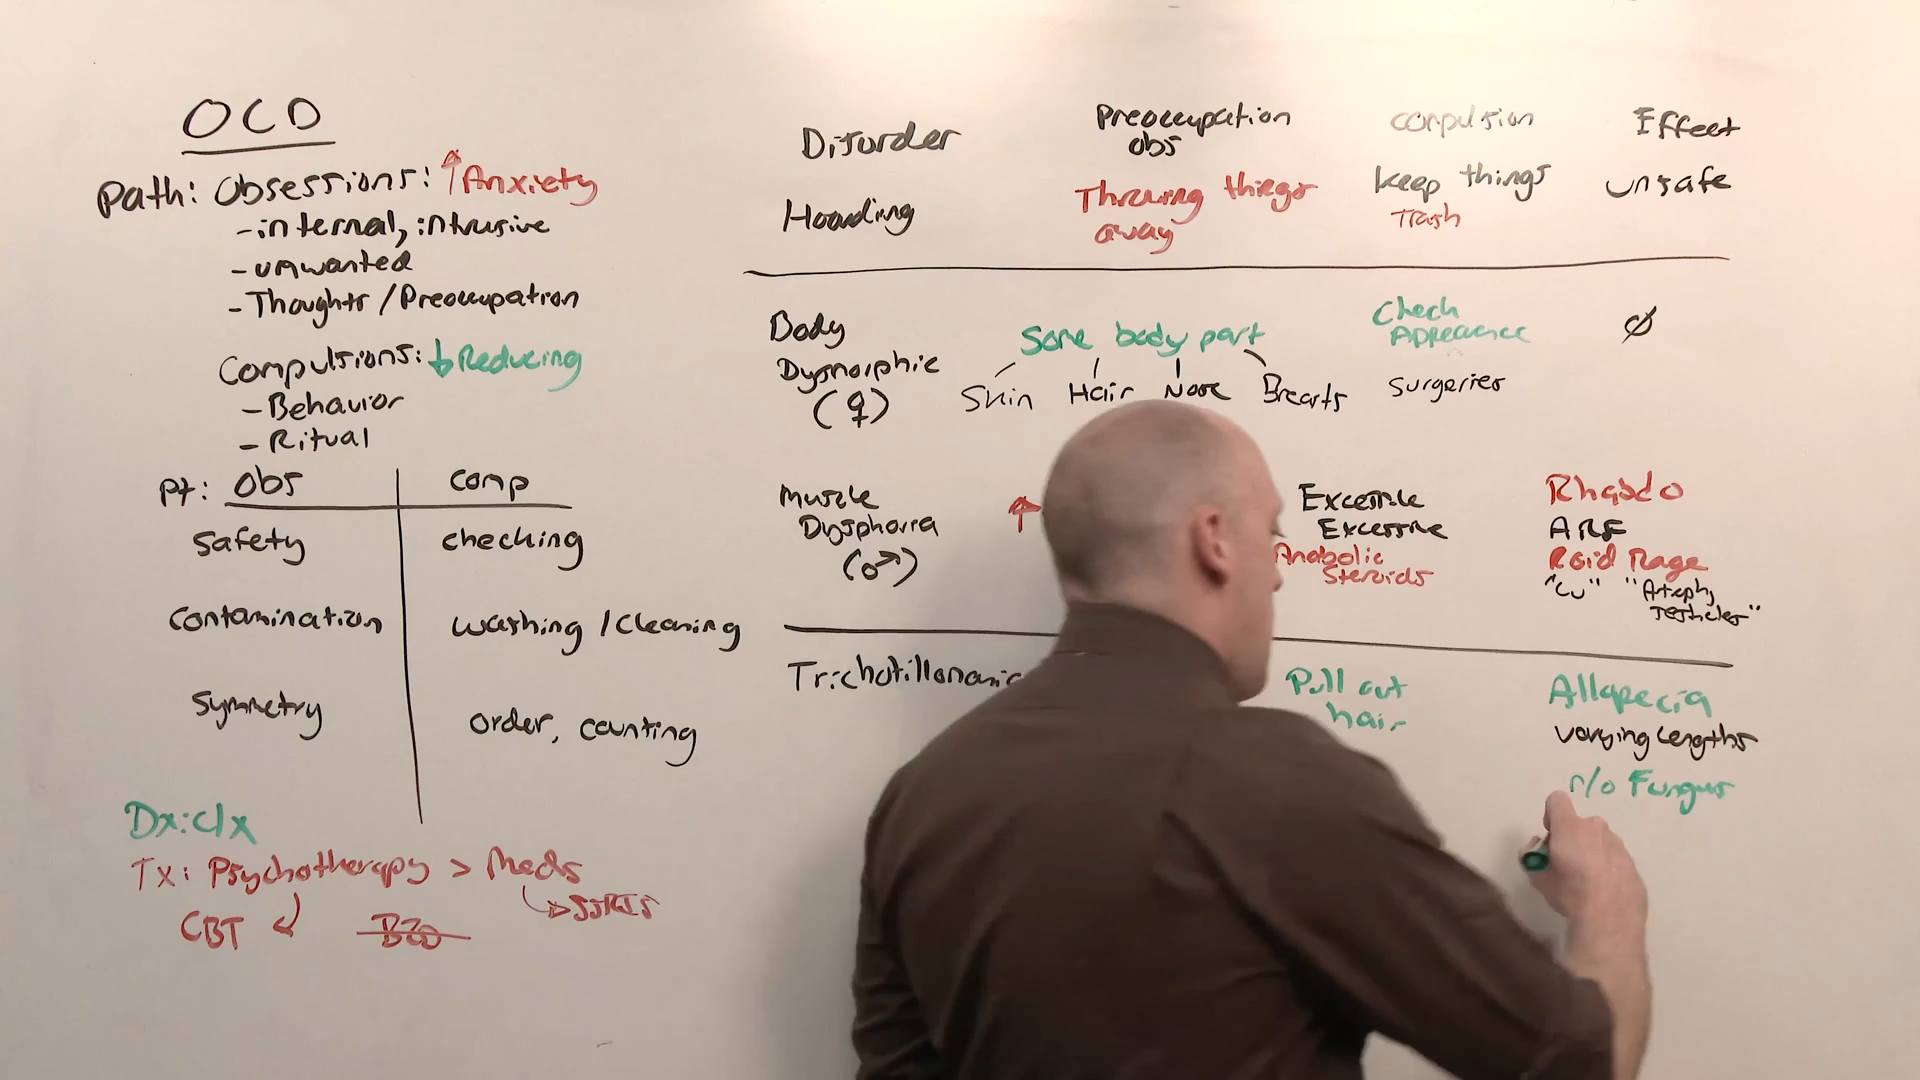 OCD
Path: Obsessions: ↑Anxiety
- internal, intrusive
- unwanted
- Thoughts / Preoccupation
Compulsions: ↓Reducing
- Behavior
- Ritual
Pt: Obs comp
safety checking
contamination washing / cleaning
symmetry order, counting
Dx: clx
Tx: Psychotherapy > Meds
CBT BZD SSRIs
Disorder Preoccupation obs compulsion Effect
Hoarding Throwing things away keep things Trash unsafe
Body Dysmorphic (♀) Some body part Check Appearance ∅
Skin Hair Nose Breasts surgeries
Muscle Dysphoria (♂) ↑ Excessive Excessive Rhabdo
ARF
Anabolic Steroids Roid Rage
"Cv" "Atrophy Testicles"
Trichotillomania Pull out hair Allopecia
varying lengths
r/o Fungus